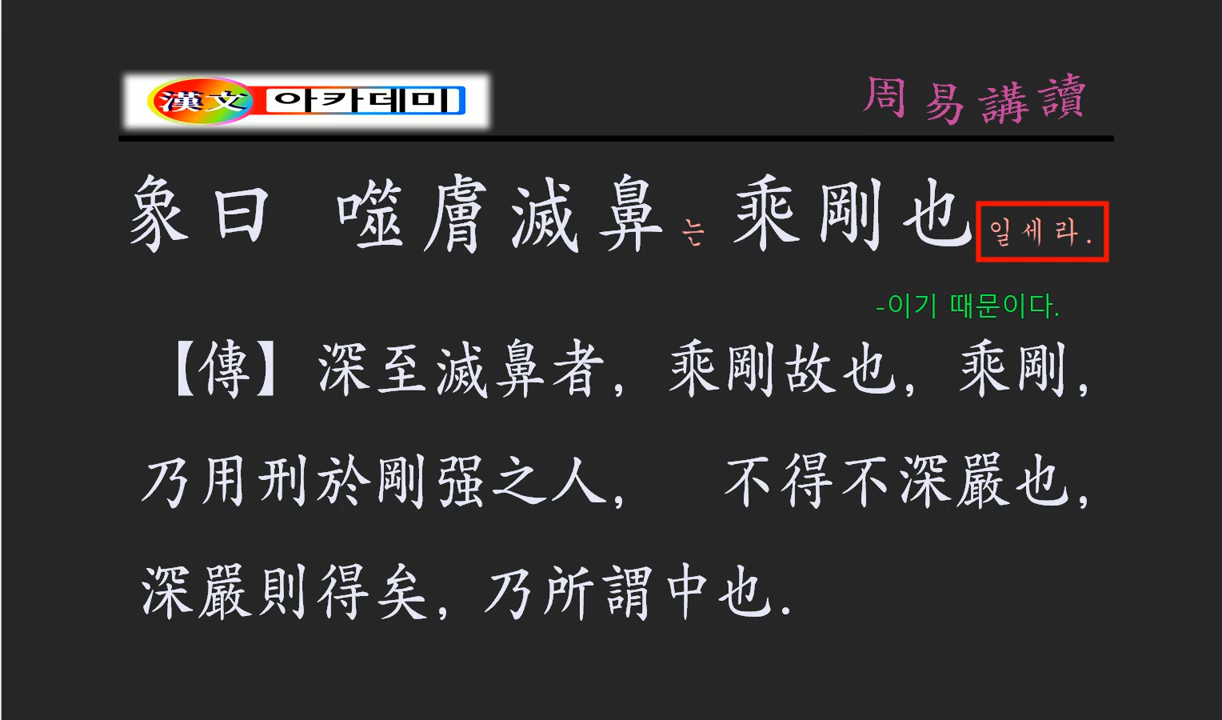 漢文 아카데미
周易講讀
象曰 噬膚滅鼻는 乘剛也일세라.
-이기 때문이다.
【傳】 深至滅鼻者, 乘剛故也, 乘剛,
乃用刑於剛强之人, 不得不深嚴也,
深嚴則得矣, 乃所謂中也.